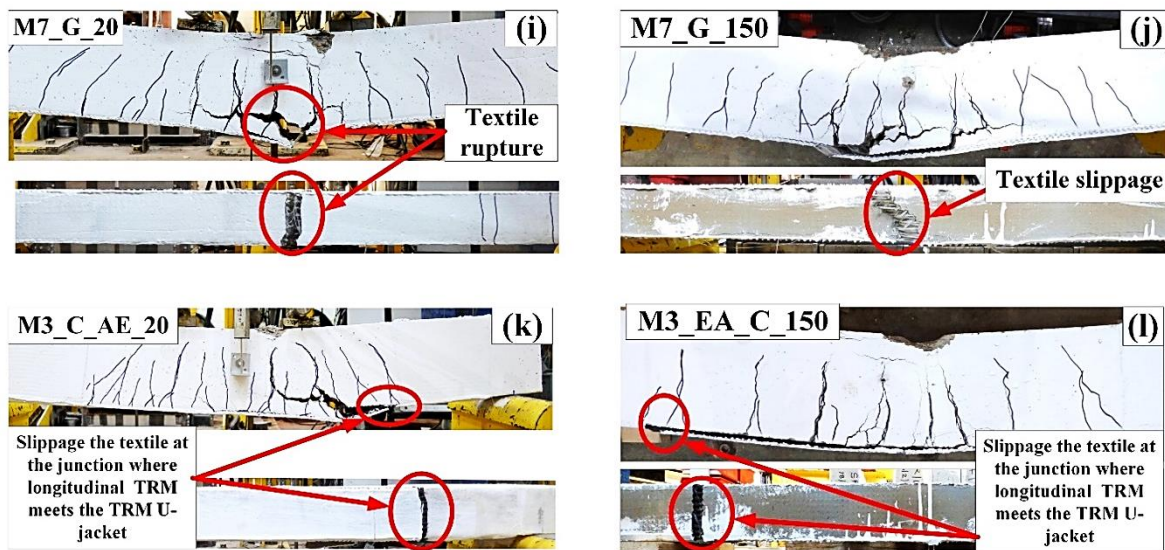 M7_G_20
(i)
Textile
rupture
M7_G_150
(j)
Textile slippage
M3_C_AE_20
(k)
Slippage the textile at
the junction where
longitudinal TRM
meets the TRM U-
jacket
M3_EA_C_150
(l)
Slippage the textile at
the junction where
longitudinal TRM
meets the TRM U-
jacket